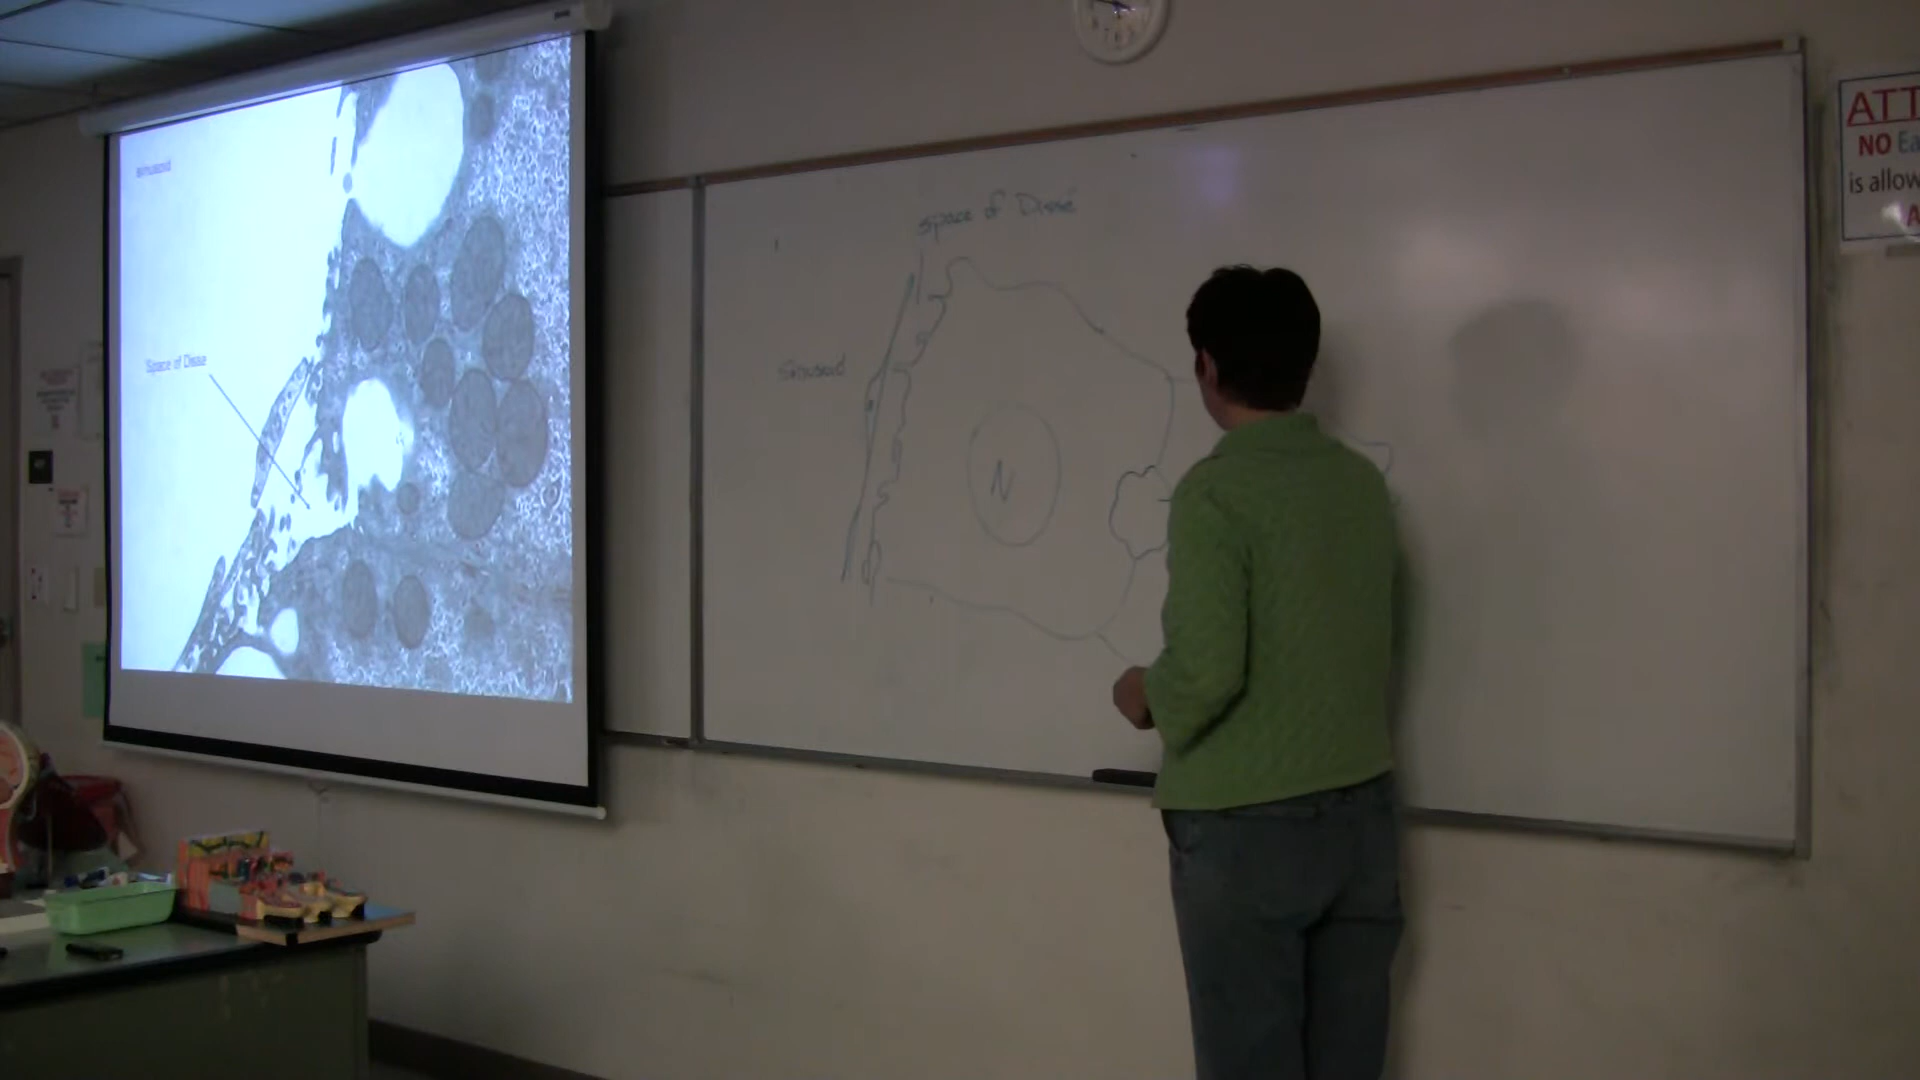 sinusoid
Space of Disse
space of Disse
Sinusoid
N
ATT
NO Ea
is allow
A